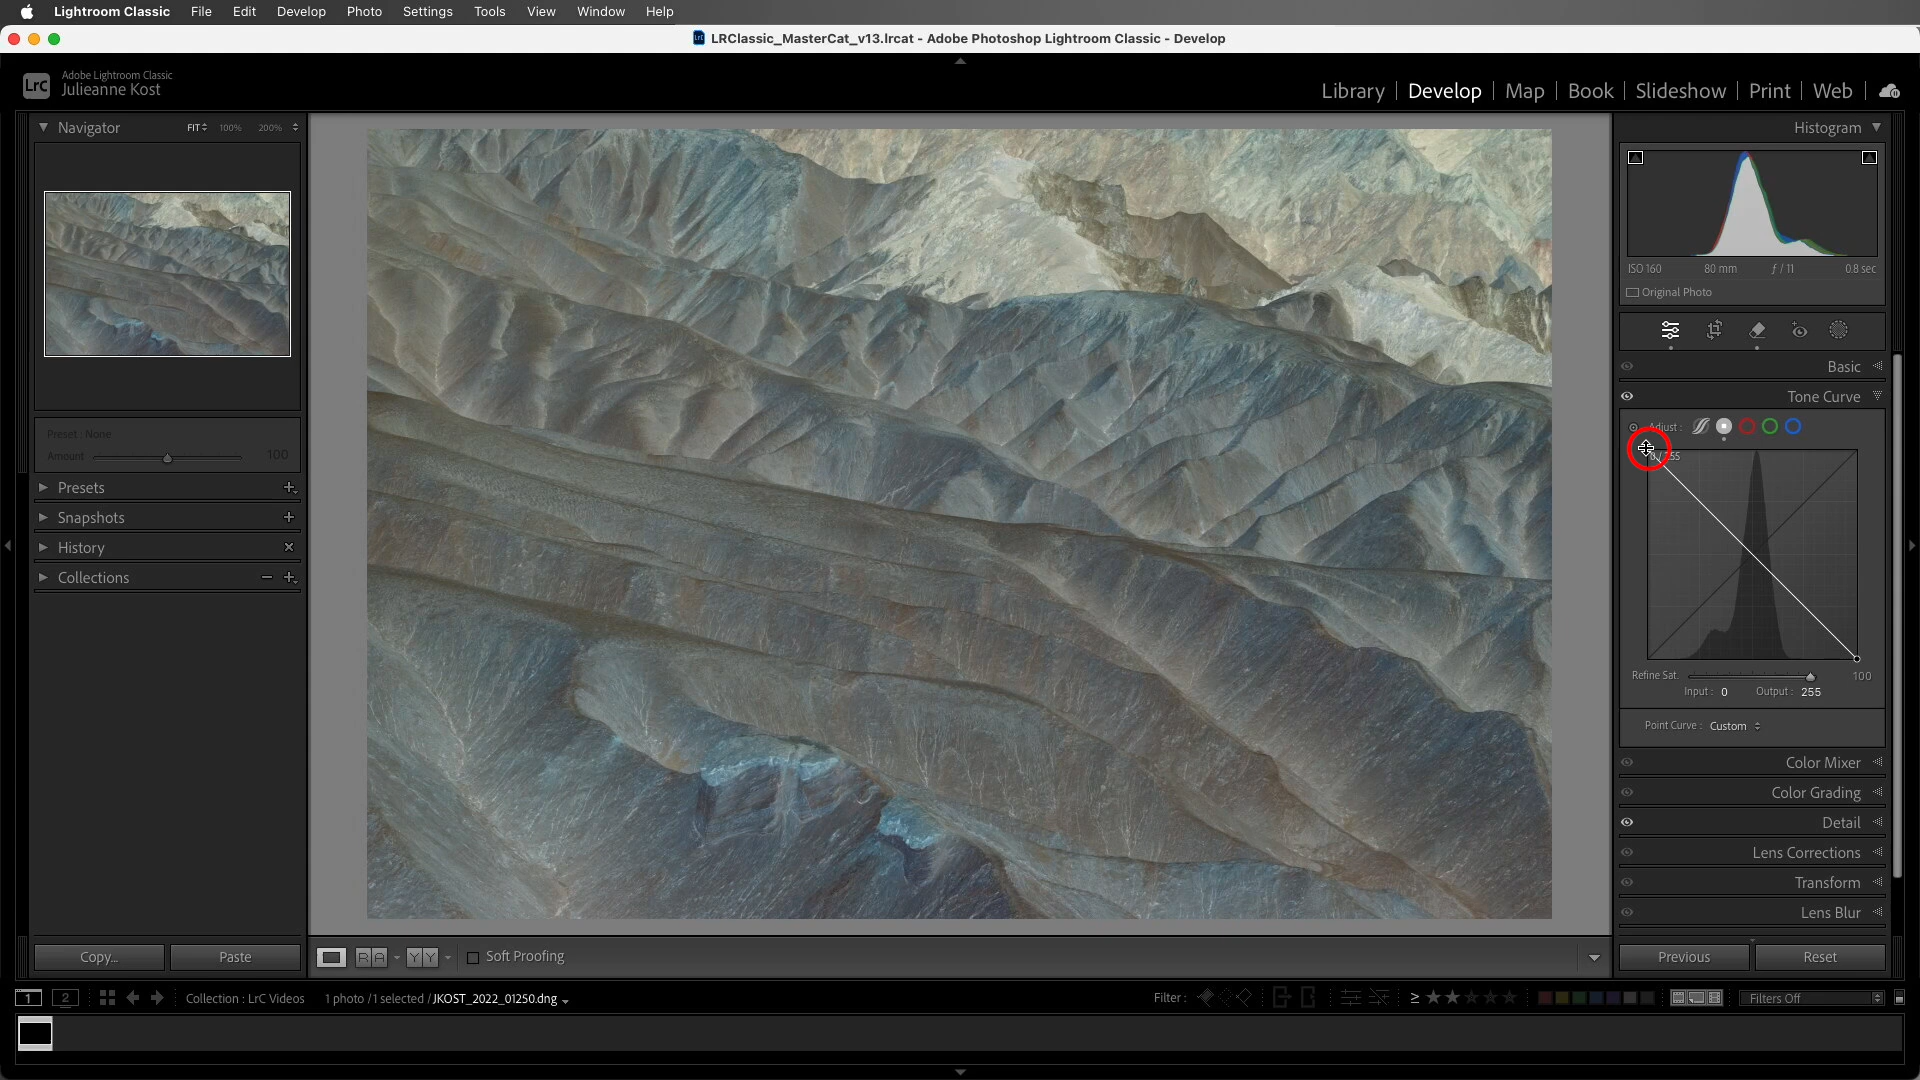 Lightroom Classic File Edit Develop Photo Settings Tools View Window Help
LrC LRClassic_MasterCat_v13.lrcat - Adobe Photoshop Lightroom Classic - Develop
LrC Adobe Lightroom Classic
Julieanne Kost
Library | Develop | Map | Book | Slideshow | Print | Web
Navigator FIT 100% 200%
Histogram
ISO 160 80 mm ƒ / 11 0.8 sec
Original Photo
Basic
Tone Curve
Adjust :
0 / 255
Refine Sat. 100
Input : 0 Output : 255
Point Curve : Custom
Color Mixer
Color Grading
Detail
Lens Corrections
Transform
Lens Blur
Previous Reset
Preset : None
Amount 100
Presets
Snapshots
History
Collections
Copy... Paste
R A Y Y Soft Proofing
1 2 Collection : LrC Videos 1 photo / 1 selected / JKOST_2022_01250.dng Filter : ≥ Filters Off